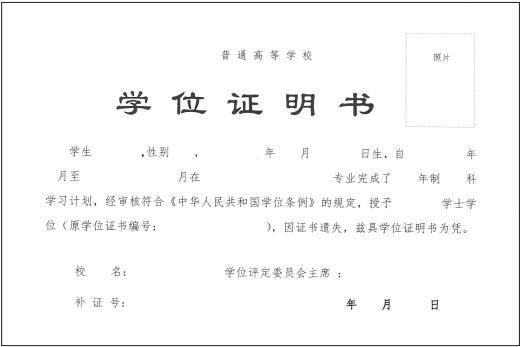 普通高等学校
照片
学位证明书
学生 ,性别 , 年 月 日生,自 年
月至 月在 专业完成了 年制 科
学习计划,经审核符合《中华人民共和国学位条例》的规定,授予 学士学
位(原学位证书编号: ),因证书遗失,兹具学位证明书为凭。
校 名: 学位评定委员会主席 :
补 证 号: 年 月 日